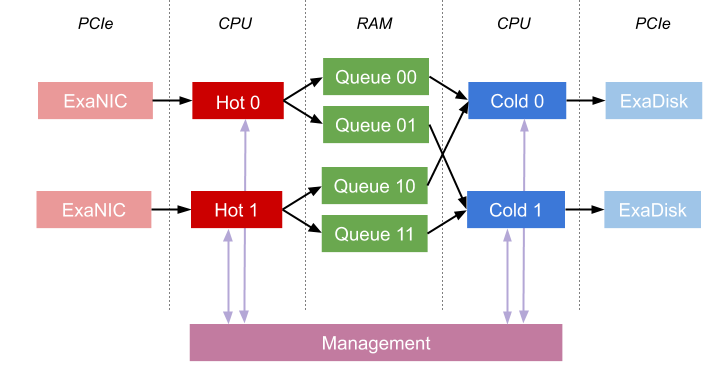 PCIe
CPU
RAM
CPU
PCIe
ExaNIC
Hot 0
Queue 00
Queue 01
Cold 0
ExaDisk
ExaNIC
Hot 1
Queue 10
Queue 11
Cold 1
ExaDisk
Management